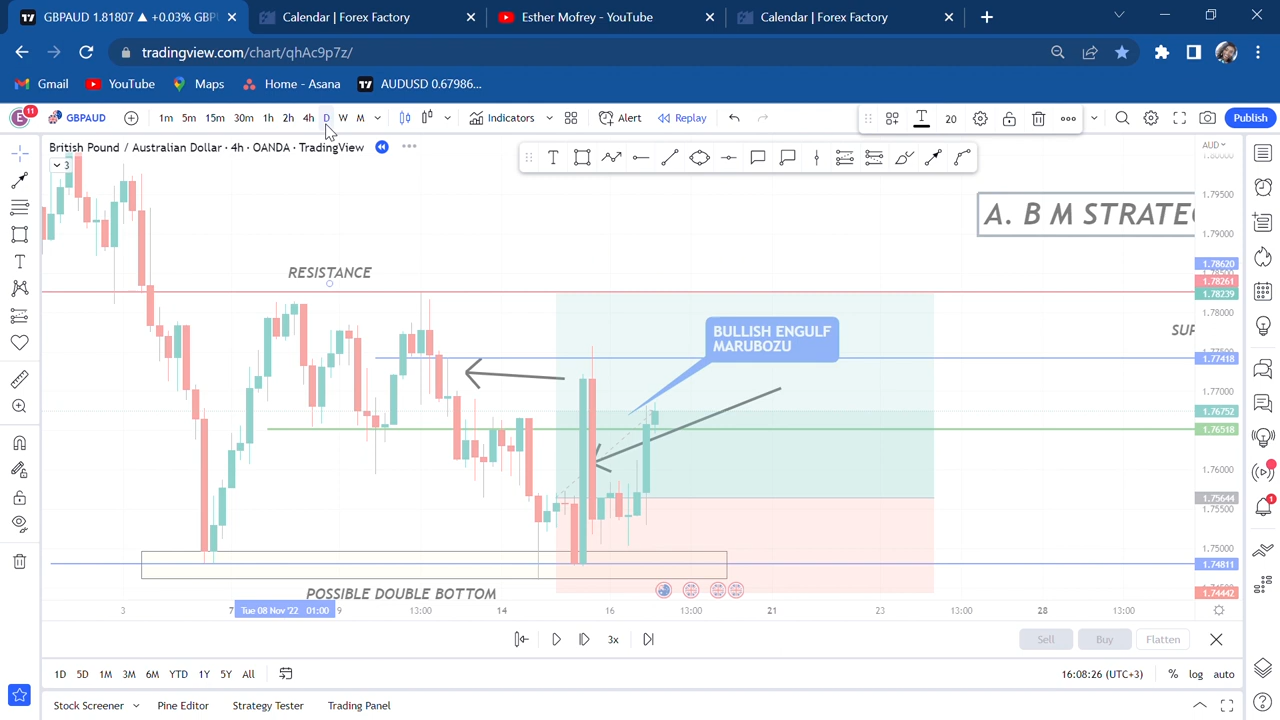 GBPAUD 1.81807 ▲ +0.03% GBP
Calendar | Forex Factory
Esther Mofrey - YouTube
Calendar | Forex Factory
tradingview.com/chart/qhAc9p7z/
Gmail
YouTube
Maps
Home - Asana
AUDUSD 0.67986...
E
11
GBPAUD
1m 5m 15m 30m 1h 2h 4h D W M
Indicators
Alert
Replay
20
Publish
British Pound / Australian Dollar · 4h · OANDA · TradingView
3
AUD
1.80000
1.79500
1.79000
1.78620
1.78261
1.78239
1.78000
1.77418
1.77000
1.76752
1.76518
1.76000
1.75644
1.75500
1.75000
1.74811
1.74442
A. B M STRATE
RESISTANCE
BULLISH ENGULF
MARUBOZU
SUP
POSSIBLE DOUBLE BOTTOM
3 7 Tue 08 Nov '22 01:00 9 13:00 14 16 13:00 21 23 13:00 28 13:00
3x
Sell
Buy
Flatten
1D 5D 1M 3M 6M YTD 1Y 5Y All
16:08:26 (UTC+3)
% log auto
Stock Screener
Pine Editor
Strategy Tester
Trading Panel
1